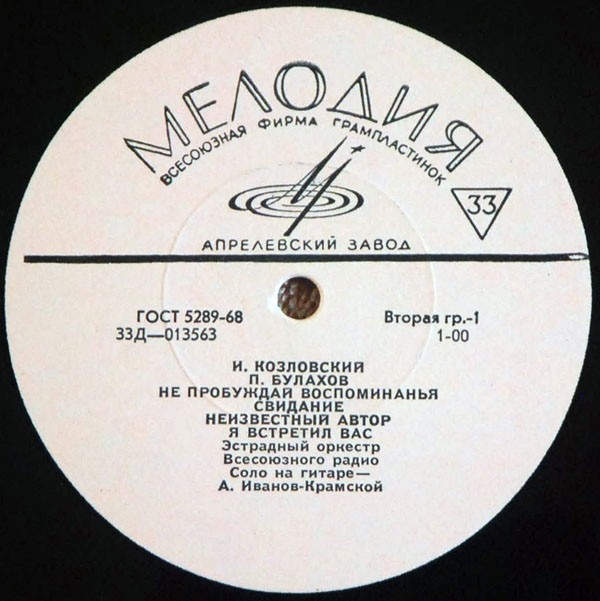 МЕЛОДИЯ
ВСЕСОЮЗНАЯ ФИРМА ГРАМПЛАСТИНОК
33
АПРЕЛЕВСКИЙ ЗАВОД
ГОСТ 5289-68 Вторая гр.-1
33Д—013563 1-00
И. КОЗЛОВСКИЙ
П. БУЛАХОВ
НЕ ПРОБУЖДАЙ ВОСПОМИНАНЬЯ
СВИДАНИЕ
НЕИЗВЕСТНЫЙ АВТОР
Я ВСТРЕТИЛ ВАС
Эстрадный оркестр
Всесоюзного радио
Соло на гитаре—
А. Иванов-Крамской